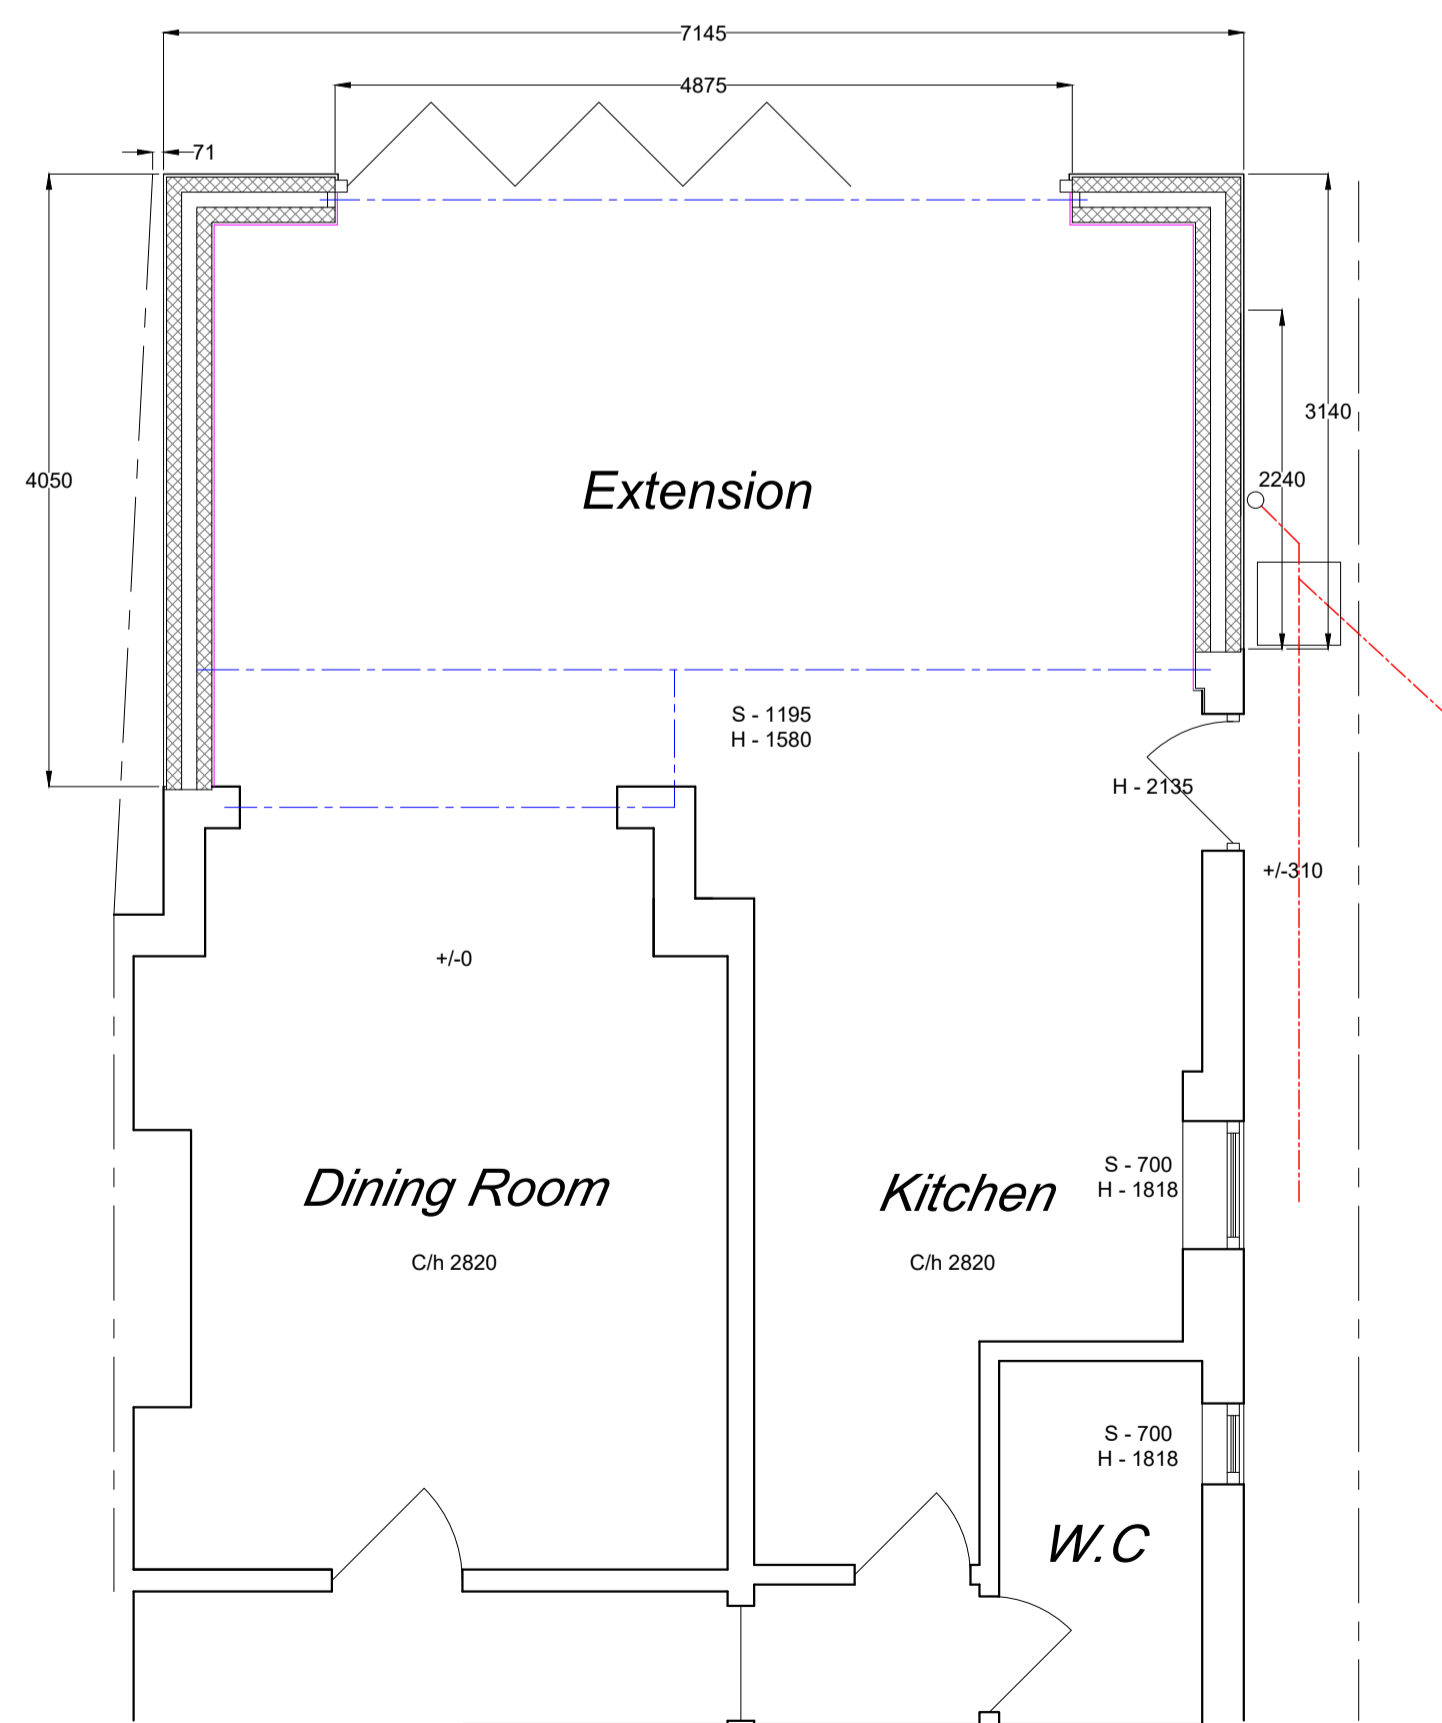 7145
4875
71
3140
4050
2240
Extension
S - 1195
H - 1580
H - 2135
+/-310
+/-0
S - 700
H - 1818
Dining Room
Kitchen
C/h 2820
C/h 2820
S - 700
H - 1818
W.C